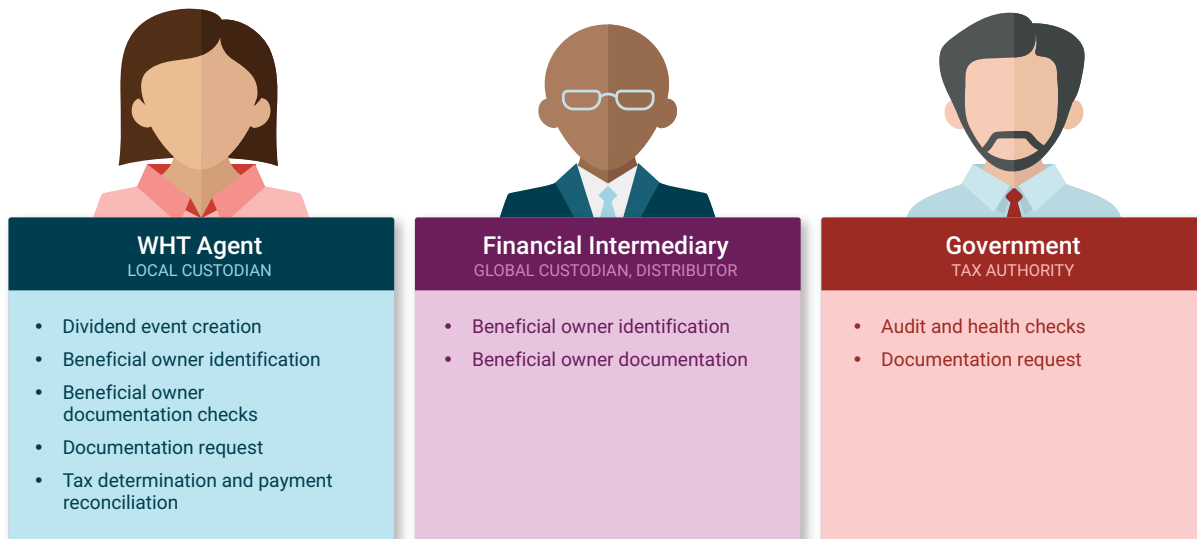 WHT Agent
LOCAL CUSTODIAN
• Dividend event creation
• Beneficial owner identification
• Beneficial owner
documentation checks
• Documentation request
• Tax determination and payment
reconciliation
Financial Intermediary
GLOBAL CUSTODIAN, DISTRIBUTOR
• Beneficial owner identification
• Beneficial owner documentation
Government
TAX AUTHORITY
• Audit and health checks
• Documentation request